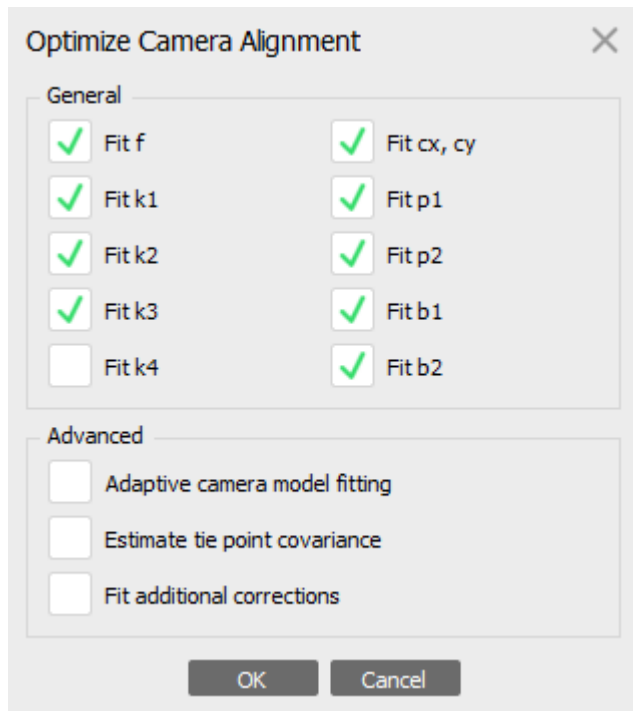 Optimize Camera Alignment
General
Fit f
Fit cx, cy
Fit k1
Fit p1
Fit k2
Fit p2
Fit k3
Fit b1
Fit k4
Fit b2
Advanced
Adaptive camera model fitting
Estimate tie point covariance
Fit additional corrections
OK
Cancel